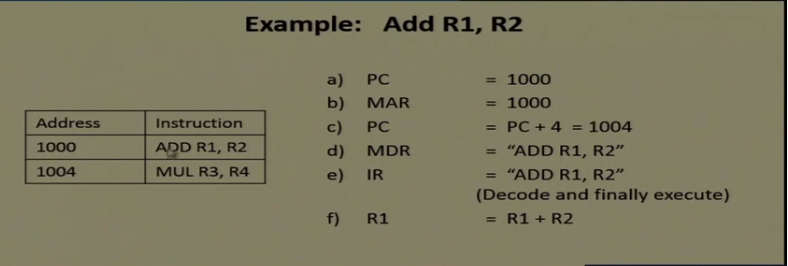 Example: Add R1, R2
Address Instruction
1000 ADD R1, R2
1004 MUL R3, R4
a) PC = 1000
b) MAR = 1000
c) PC = PC + 4 = 1004
d) MDR = “ADD R1, R2”
e) IR = “ADD R1, R2”
(Decode and finally execute)
f) R1 = R1 + R2